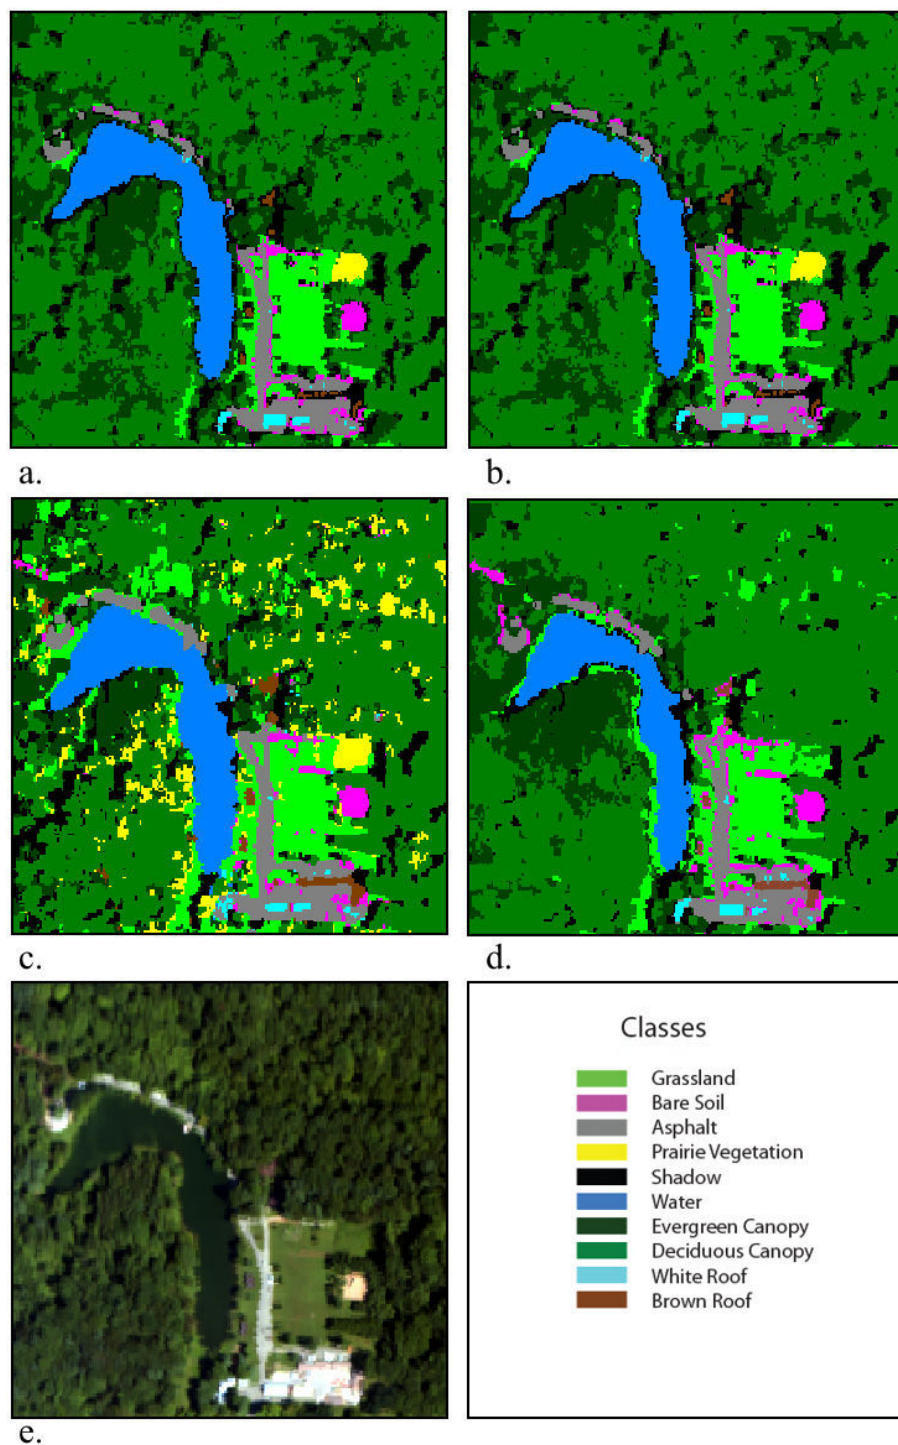 a.
b.
c.
d.
Classes
Grassland
Bare Soil
Asphalt
Prairie Vegetation
Shadow
Water
Evergreen Canopy
Deciduous Canopy
White Roof
Brown Roof
e.